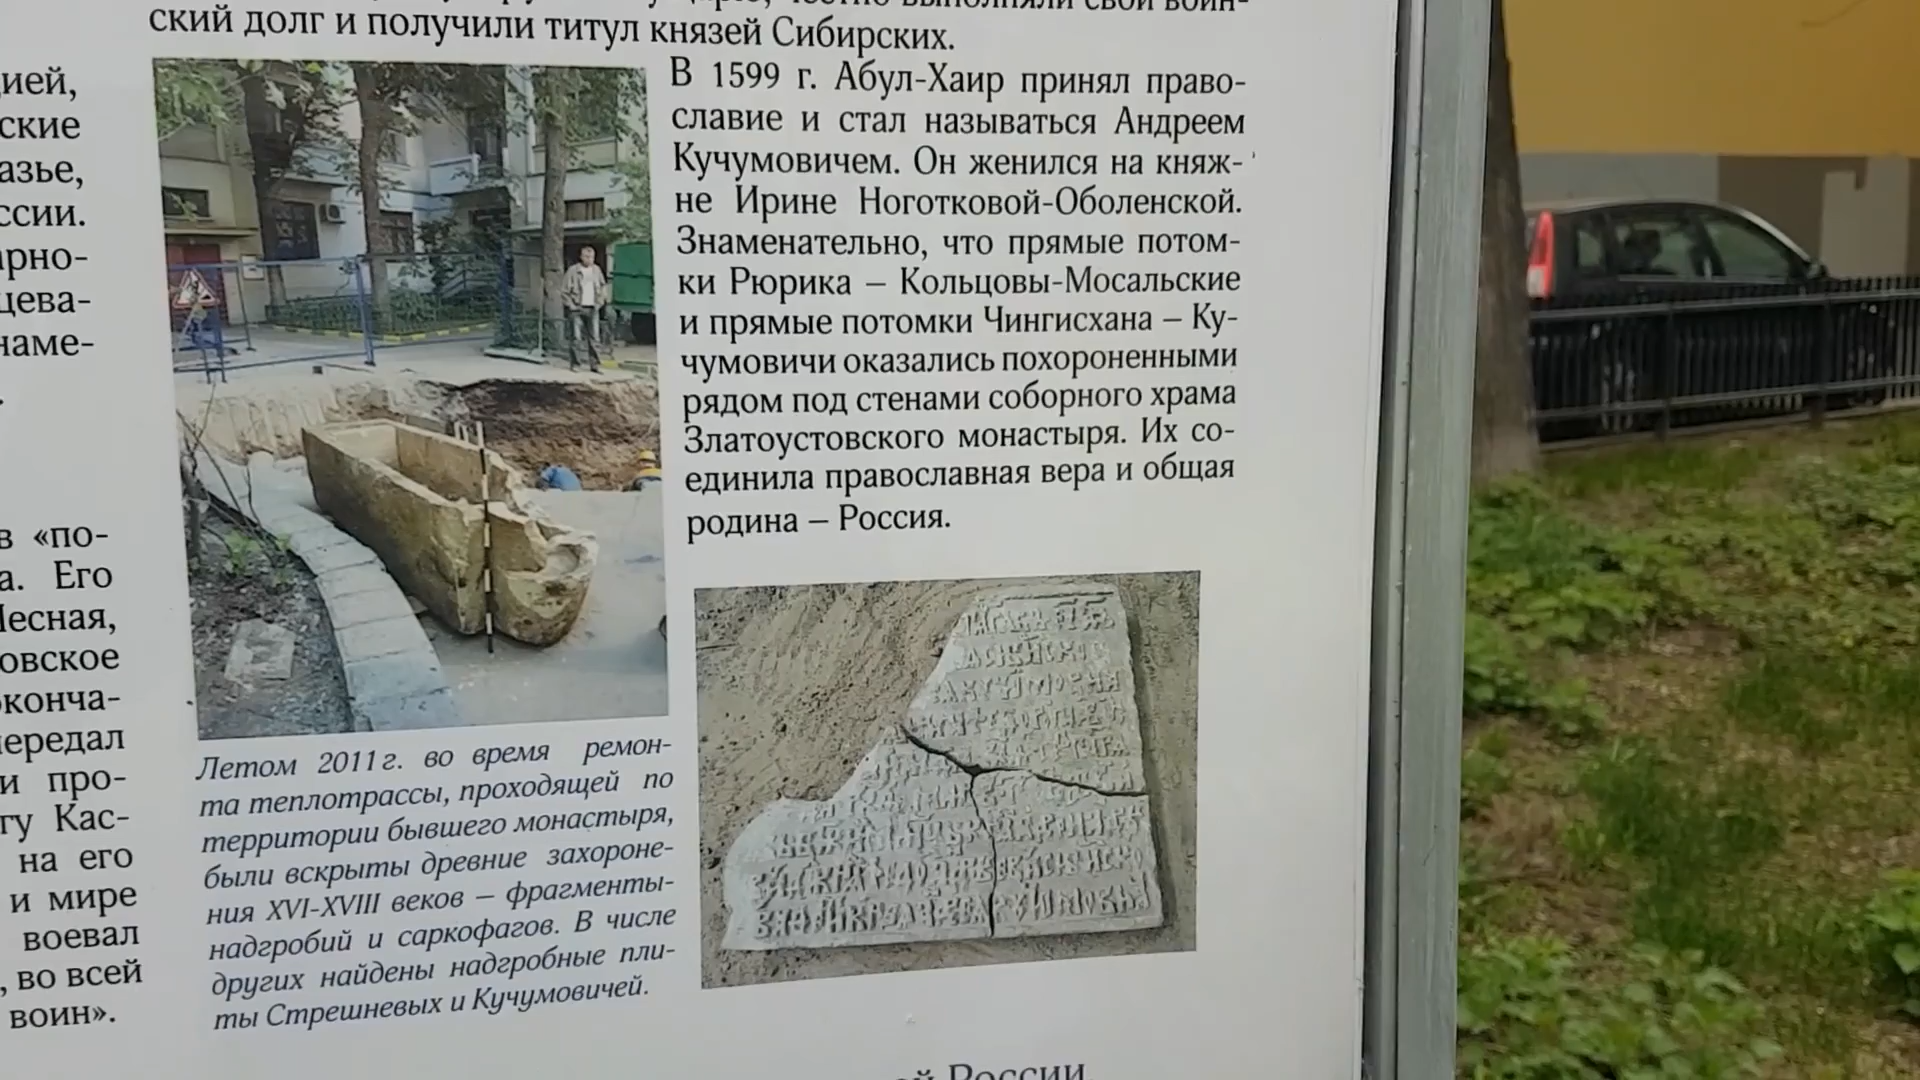 ский долг и получили титул князей Сибирских.
цией,
ские
азье,
ссии.
арно-
цева-
наме-
в «по-
а. Его
Лесная,
овское
оконча-
передал
и про-
гу Кас-
на его
и мире
воевал
, во всей
воин».
В 1599 г. Абул-Хаир принял право-
славие и стал называться Андреем
Кучумовичем. Он женился на княж-
не Ирине Ноготковой-Оболенской.
Знаменательно, что прямые потом-
ки Рюрика – Кольцовы-Мосальские
и прямые потомки Чингисхана – Ку-
чумовичи оказались похороненными
рядом под стенами соборного храма
Златоустовского монастыря. Их со-
единила православная вера и общая
родина – Россия.
Летом 2011 г. во время ремон-
та теплотрассы, проходящей по
территории бывшего монастыря,
были вскрыты древние захороне-
ния XVI-XVIII веков – фрагменты
надгробий и саркофагов. В числе
других найдены надгробные пли-
ты Стрешневых и Кучумовичей.
ой России.